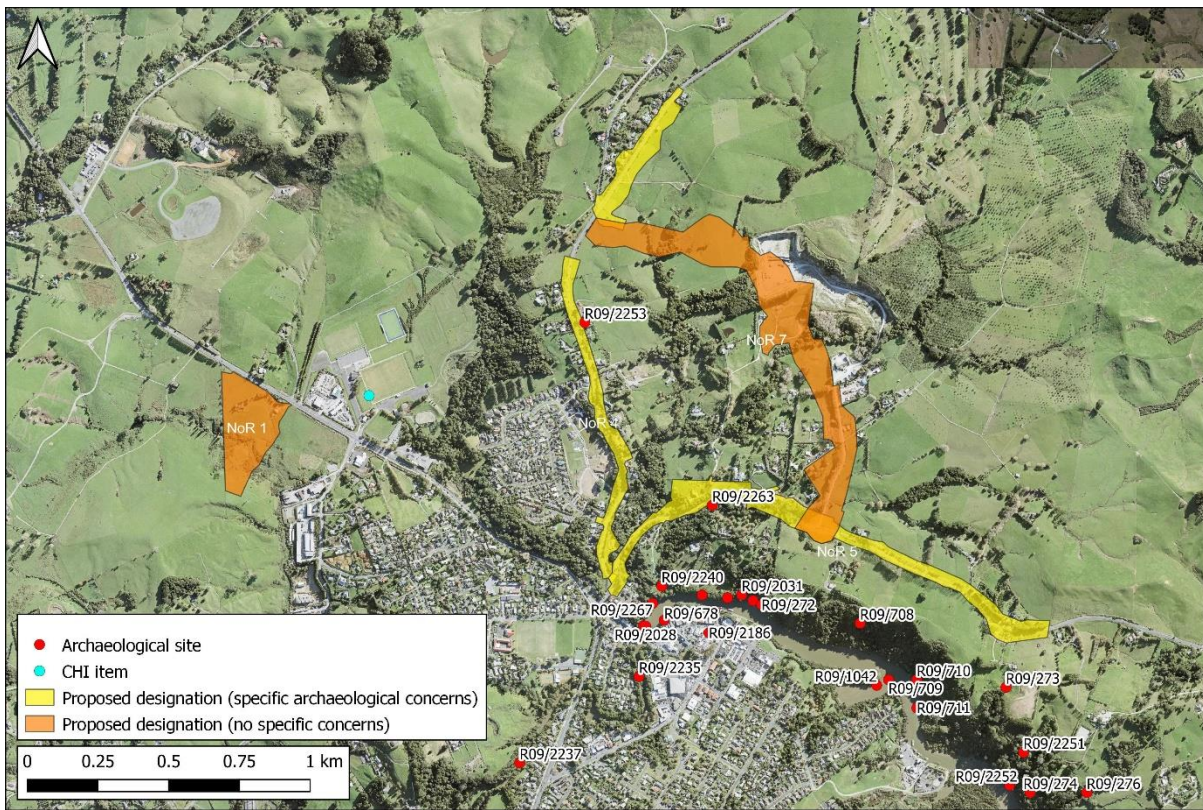 R09/2253
NoR 7
NoR 1
NoR 4
R09/2263
NoR 5
R09/2240
R09/2031
R09/2267
R09/272
R09/678
R09/708
R09/2028
R09/2186
R09/2235
R09/710
R09/1042
R09/709
R09/273
R09/711
R09/2251
R09/2237
R09/2252
R09/274
R09/276
Archaeological site
CHI item
Proposed designation (specific archaeological concerns)
Proposed designation (no specific concerns)
0 0.25 0.5 0.75 1 km